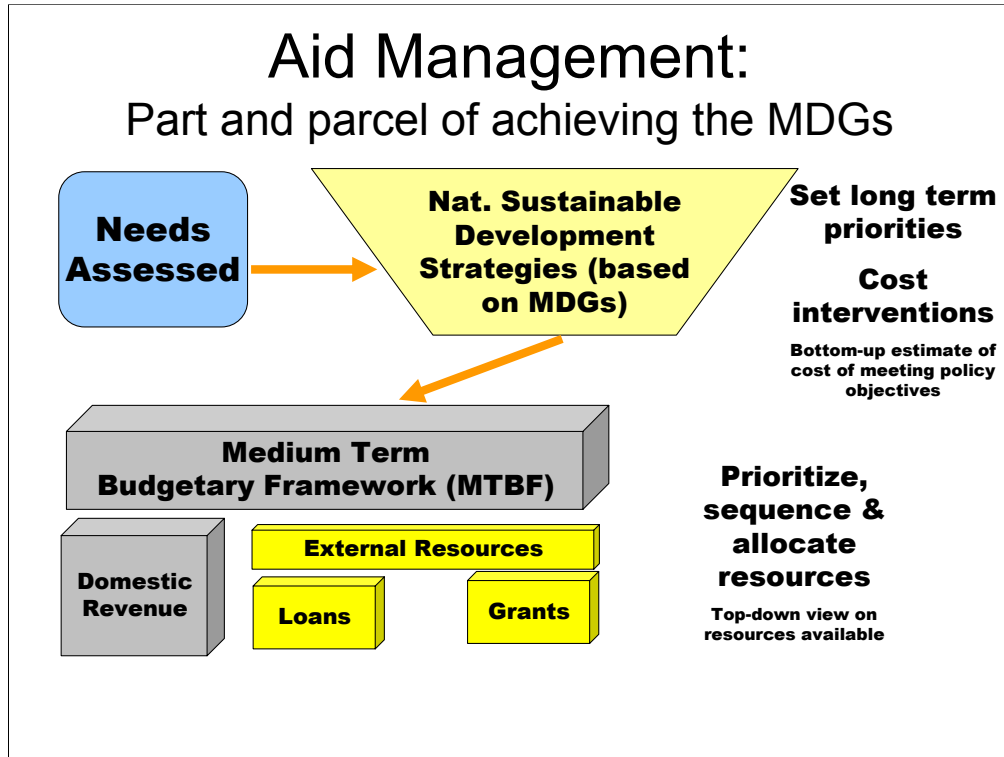 Aid Management:
Part and parcel of achieving the MDGs
Needs
Assessed
Nat. Sustainable
Development
Strategies (based
on MDGs)
Set long term
priorities
Cost
interventions
Bottom-up estimate of
cost of meeting policy
objectives
Medium Term
Budgetary Framework (MTBF)
Domestic
Revenue
External Resources
Loans
Grants
Prioritize,
sequence &
allocate
resources
Top-down view on
resources available